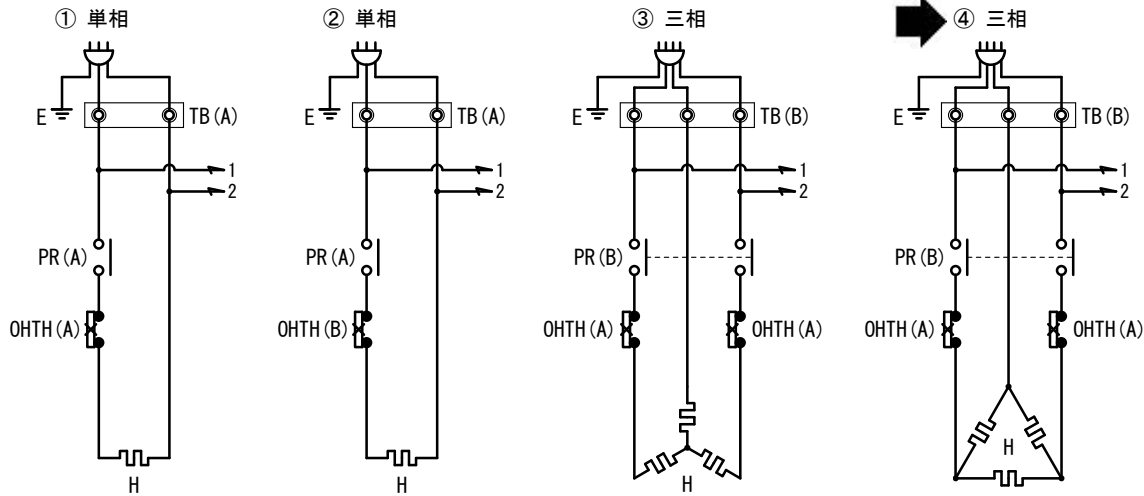 ① 単相
② 単相
③ 三相
④ 三相
E
TB(A)
E
TB(A)
E
TB(B)
E
TB(B)
1
2
1
2
1
2
1
2
PR(A)
PR(A)
PR(B)
PR(B)
OHTH(A)
OHTH(B)
OHTH(A)
OHTH(A)
OHTH(A)
OHTH(A)
H
H
H
H